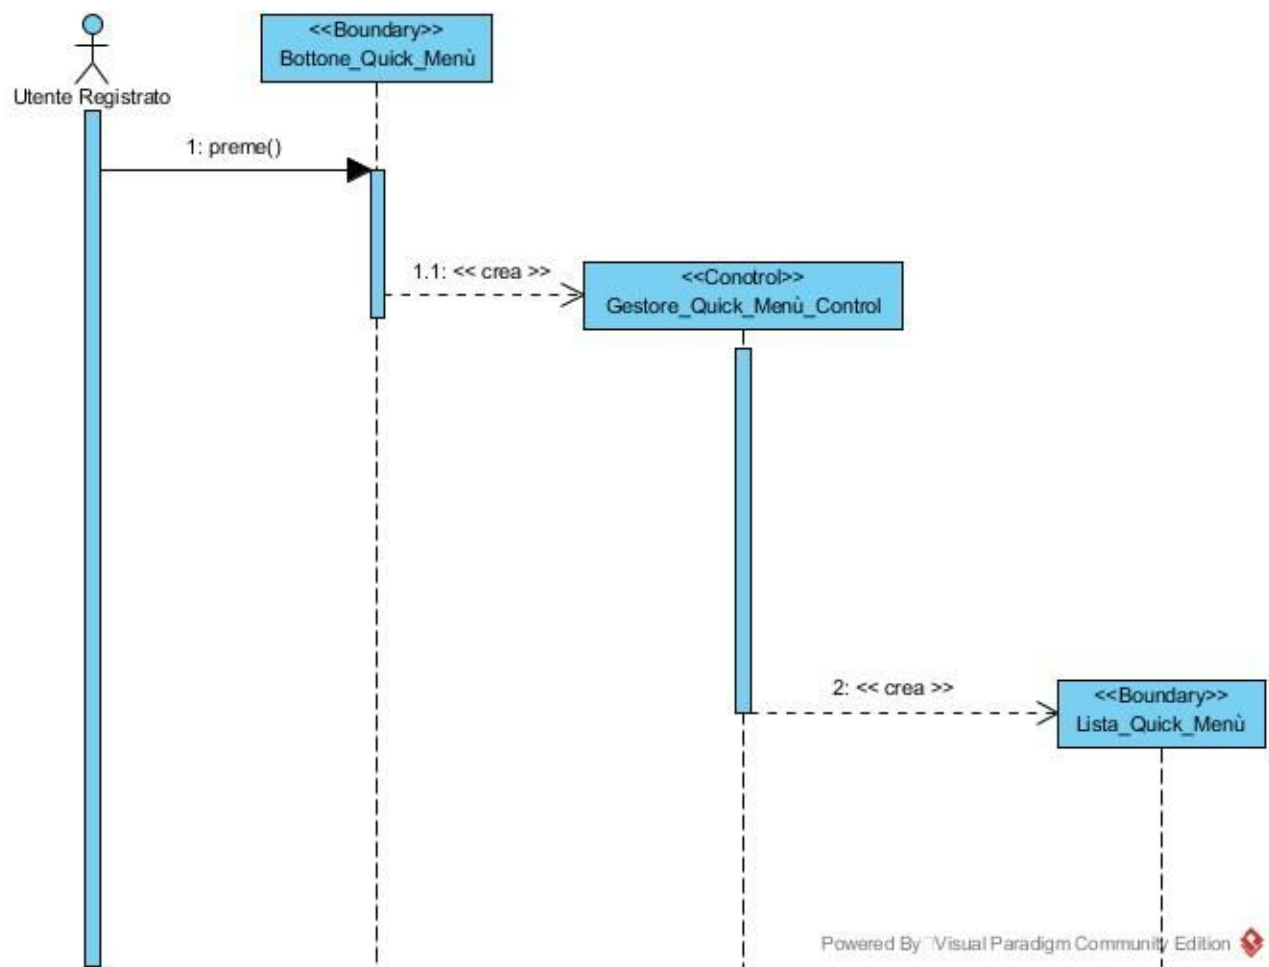 <<Boundary>>
Bottone_Quick_Menù
Utente Registrato
1: preme()
1.1: << crea >>
<<Conotrol>>
Gestore_Quick_Menù_Control
2: << crea >>
<<Boundary>>
Lista_Quick_Menù
Powered By Visual Paradigm Community Edition